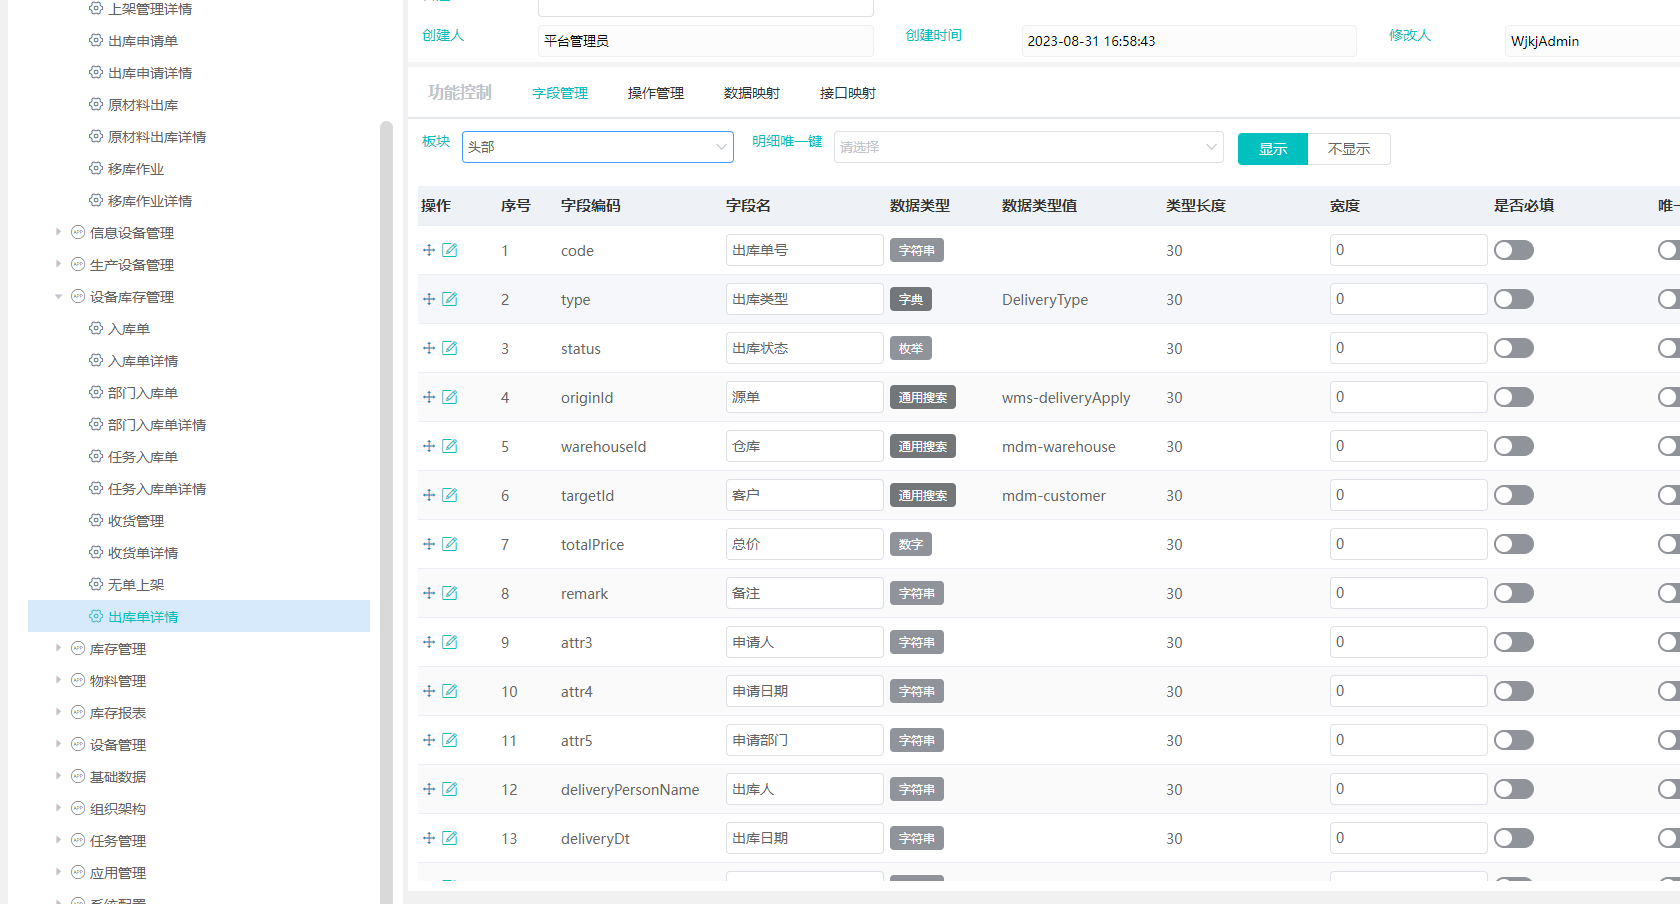 上架管理详情
出库申请单
出库申请详情
原材料出库
原材料出库详情
移库作业
移库作业详情
信息设备管理
生产设备管理
设备库存管理
入库单
入库单详情
部门入库单
部门入库单详情
任务入库单
任务入库单详情
收货管理
收货单详情
无单上架
出库单详情
库存管理
物料管理
库存报表
设备管理
基础数据
组织架构
任务管理
应用管理
系统配置
创建人 平台管理员 创建时间 2023-08-31 16:58:43 修改人 WjkjAdmin
功能控制 字段管理 操作管理 数据映射 接口映射
板块 头部 明细唯一键 请选择 显示 不显示
操作 序号 字段编码 字段名 数据类型 数据类型值 类型长度 宽度 是否必填 唯一
1 code 出库单号 字符串 30 0
2 type 出库类型 字典 DeliveryType 30 0
3 status 出库状态 枚举 30 0
4 originId 源单 通用搜索 wms-deliveryApply 30 0
5 warehouseId 仓库 通用搜索 mdm-warehouse 30 0
6 targetId 客户 通用搜索 mdm-customer 30 0
7 totalPrice 总价 数字 30 0
8 remark 备注 字符串 30 0
9 attr3 申请人 字符串 30 0
10 attr4 申请日期 字符串 30 0
11 attr5 申请部门 字符串 30 0
12 deliveryPersonName 出库人 字符串 30 0
13 deliveryDt 出库日期 字符串 30 0